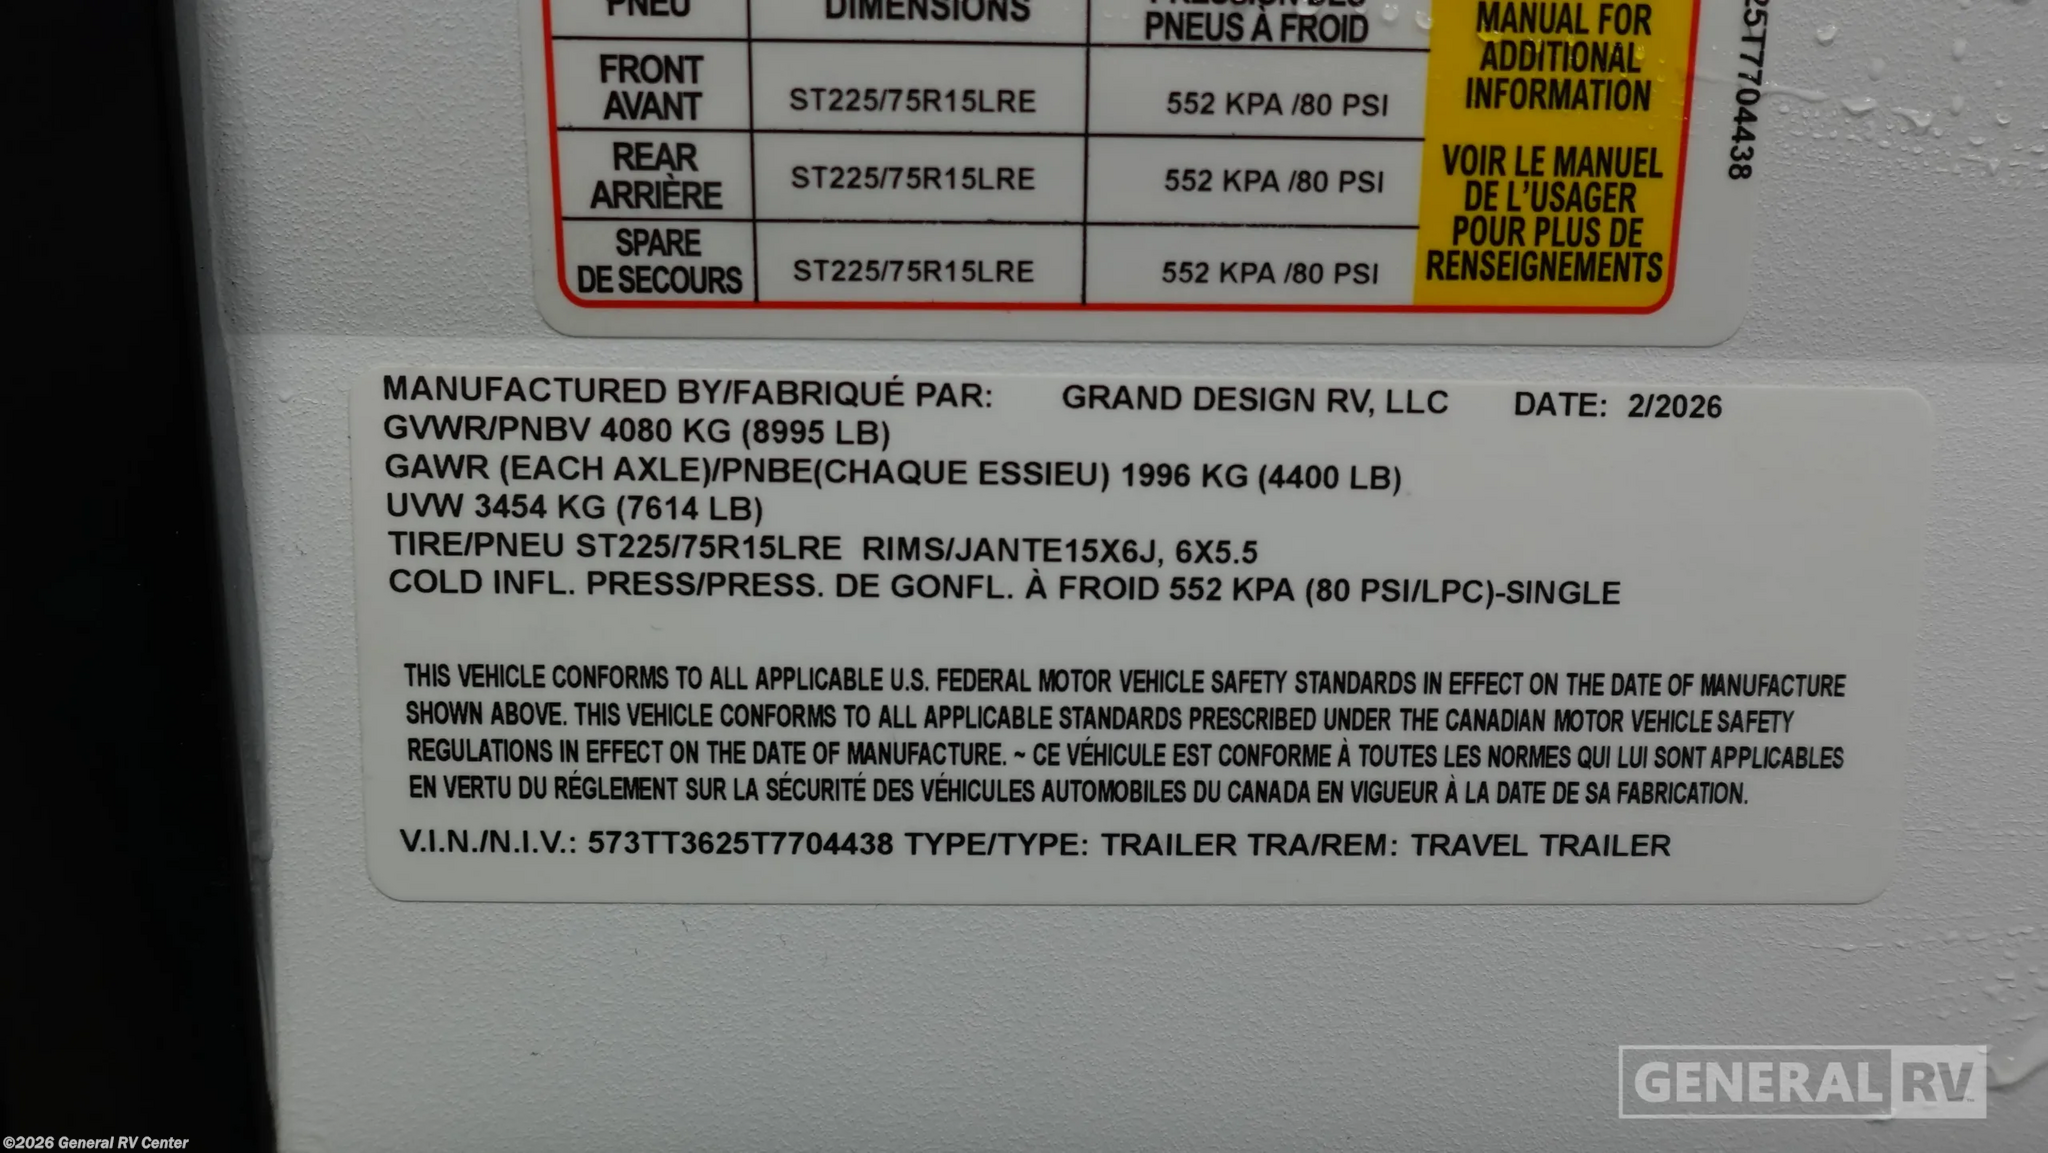 PNEU DIMENSIONS PRESSION DES
PNEUS À FROID
FRONT
AVANT
ST225/75R15LRE 552 KPA /80 PSI
REAR
ARRIÈRE
ST225/75R15LRE 552 KPA /80 PSI
SPARE
DE SECOURS
ST225/75R15LRE 552 KPA /80 PSI
MANUAL FOR
ADDITIONAL
INFORMATION
VOIR LE MANUEL
DE L'USAGER
POUR PLUS DE
RENSEIGNEMENTS
25T7704438
MANUFACTURED BY/FABRIQUÉ PAR: GRAND DESIGN RV, LLC DATE: 2/2026
GVWR/PNBV 4080 KG (8995 LB)
GAWR (EACH AXLE)/PNBE(CHAQUE ESSIEU) 1996 KG (4400 LB)
UVW 3454 KG (7614 LB)
TIRE/PNEU ST225/75R15LRE RIMS/JANTE15X6J, 6X5.5
COLD INFL. PRESS/PRESS. DE GONFL. À FROID 552 KPA (80 PSI/LPC)-SINGLE
THIS VEHICLE CONFORMS TO ALL APPLICABLE U.S. FEDERAL MOTOR VEHICLE SAFETY STANDARDS IN EFFECT ON THE DATE OF MANUFACTURE
SHOWN ABOVE. THIS VEHICLE CONFORMS TO ALL APPLICABLE STANDARDS PRESCRIBED UNDER THE CANADIAN MOTOR VEHICLE SAFETY
REGULATIONS IN EFFECT ON THE DATE OF MANUFACTURE. ~ CE VÉHICULE EST CONFORME À TOUTES LES NORMES QUI LUI SONT APPLICABLES
EN VERTU DU RÉGLEMENT SUR LA SÉCURITÉ DES VÉHICULES AUTOMOBILES DU CANADA EN VIGUEUR À LA DATE DE SA FABRICATION.
V.I.N./N.I.V.: 573TT3625T7704438 TYPE/TYPE: TRAILER TRA/REM: TRAVEL TRAILER
GENERAL RV
©2026 General RV Center